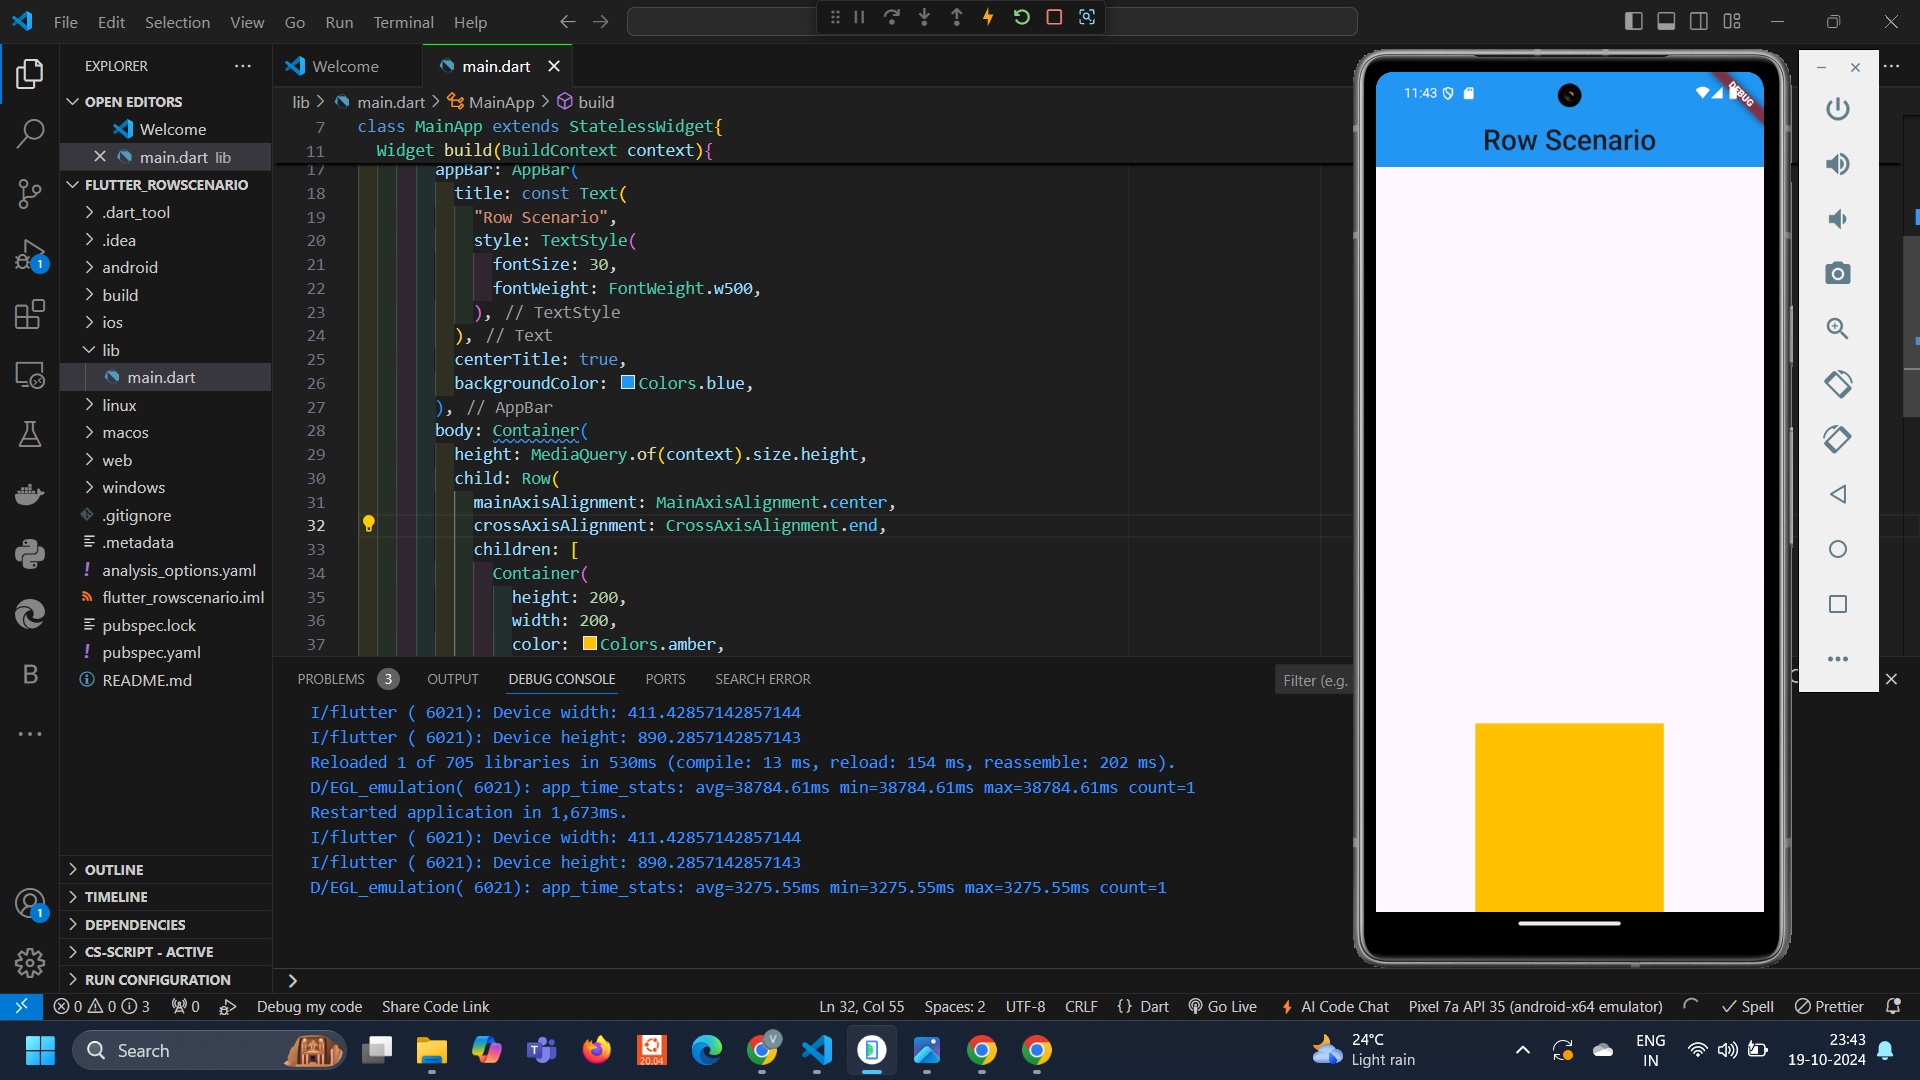 File Edit Selection View Go Run Terminal Help
EXPLORER
OPEN EDITORS
Welcome
main.dart lib
FLUTTER_ROWSCENARIO
.dart_tool
.idea
android
build
ios
lib
main.dart
linux
macos
web
windows
.gitignore
.metadata
analysis_options.yaml
flutter_rowscenario.iml
pubspec.lock
pubspec.yaml
README.md
OUTLINE
TIMELINE
DEPENDENCIES
CS-SCRIPT - ACTIVE
RUN CONFIGURATION
Welcome main.dart
lib main.dart MainApp build
7 class MainApp extends StatelessWidget{
11 Widget build(BuildContext context){
17 appBar: AppBar(
18 title: const Text(
19 "Row Scenario",
20 style: TextStyle(
21 fontSize: 30,
22 fontWeight: FontWeight.w500,
23 ), // TextStyle
24 ), // Text
25 centerTitle: true,
26 backgroundColor: Colors.blue,
27 ), // AppBar
28 body: Container(
29 height: MediaQuery.of(context).size.height,
30 child: Row(
31 mainAxisAlignment: MainAxisAlignment.center,
32 crossAxisAlignment: CrossAxisAlignment.end,
33 children: [
34 Container(
35 height: 200,
36 width: 200,
37 color: Colors.amber,
PROBLEMS 3 OUTPUT DEBUG CONSOLE PORTS SEARCH ERROR
Filter (e.g.
I/flutter ( 6021): Device width: 411.42857142857144
I/flutter ( 6021): Device height: 890.2857142857143
Reloaded 1 of 705 libraries in 530ms (compile: 13 ms, reload: 154 ms, reassemble: 202 ms).
D/EGL_emulation( 6021): app_time_stats: avg=38784.61ms min=38784.61ms max=38784.61ms count=1
Restarted application in 1,673ms.
I/flutter ( 6021): Device width: 411.42857142857144
I/flutter ( 6021): Device height: 890.2857142857143
D/EGL_emulation( 6021): app_time_stats: avg=3275.55ms min=3275.55ms max=3275.55ms count=1
11:43
DEBUG
Row Scenario
1
B
1
0 0 3 0 Debug my code Share Code Link Ln 32, Col 55 Spaces: 2 UTF-8 CRLF {} Dart Go Live AI Code Chat Pixel 7a API 35 (android-x64 emulator) Spell Prettier
Search
20.04
V
24°C
Light rain
ENG
IN
23:43
19-10-2024